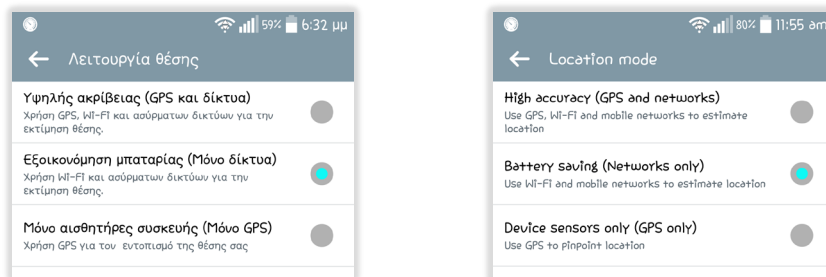 59% 6:32 μμ
Λειτουργία θέσης
Υψηλής ακρίβειας (GPS και δίκτυα)
Χρήση GPS, Wi-Fi και ασύρματων δικτύων για την
εκτίμηση θέσης.
Εξοικονόμηση μπαταρίας (Μόνο δίκτυα)
Χρήση Wi-Fi και ασύρματων δικτύων για την
εκτίμηση θέσης.
Μόνο αισθητήρες συσκευής (Μόνο GPS)
Χρήση GPS για τον εντοπισμό της θέσης σας
80% 11:55 am
Location mode
High accuracy (GPS and networks)
Use GPS, Wi-Fi and mobile networks to estimate
location
Battery saving (Networks only)
Use Wi-Fi and mobile networks to estimate location
Device sensors only (GPS only)
Use GPS to pinpoint location